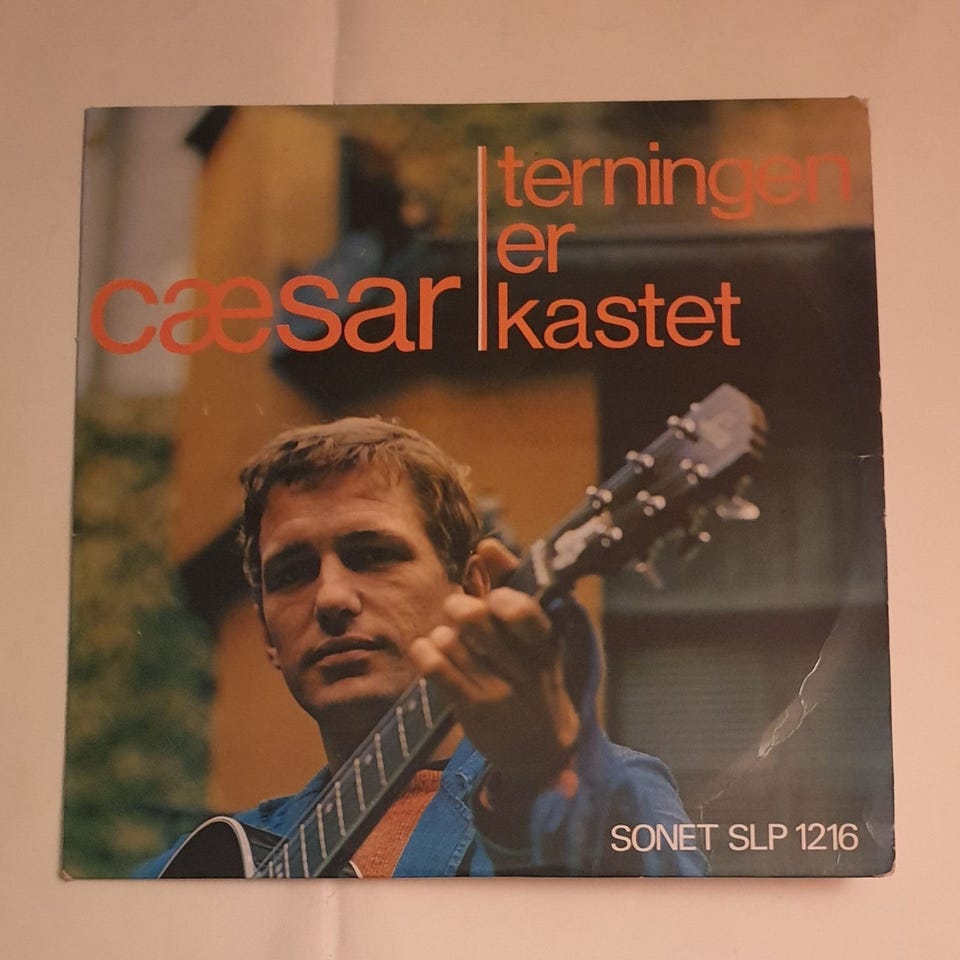 cæsar
terningen
er
kastet
SONET SLP 1216